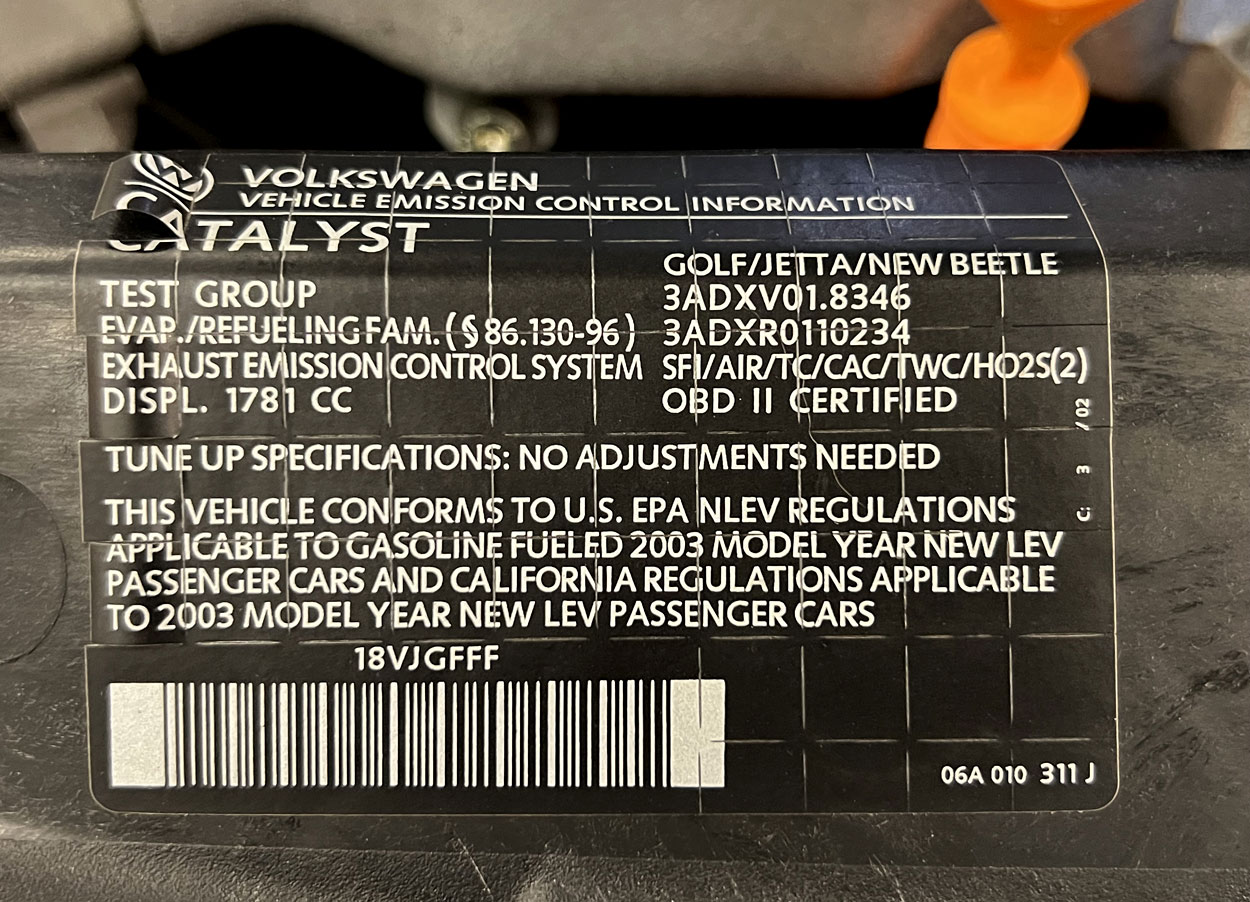 VOLKSWAGEN
VEHICLE EMISSION CONTROL INFORMATION
CATALYST
GOLF/JETTA/NEW BEETLE
TEST GROUP 3ADXV01.8346
EVAP./REFUELING FAM. (§ 86.130-96) 3ADXR0110234
EXHAUST EMISSION CONTROL SYSTEM SFI/AIR/TC/CAC/TWC/HO2S(2)
DISPL. 1781 CC OBD II CERTIFIED
TUNE UP SPECIFICATIONS: NO ADJUSTMENTS NEEDED
THIS VEHICLE CONFORMS TO U.S. EPA NLEV REGULATIONS
APPLICABLE TO GASOLINE FUELED 2003 MODEL YEAR NEW LEV
PASSENGER CARS AND CALIFORNIA REGULATIONS APPLICABLE
TO 2003 MODEL YEAR NEW LEV PASSENGER CARS
C: 3 /02
18VJGFFF
06A 010 311 J